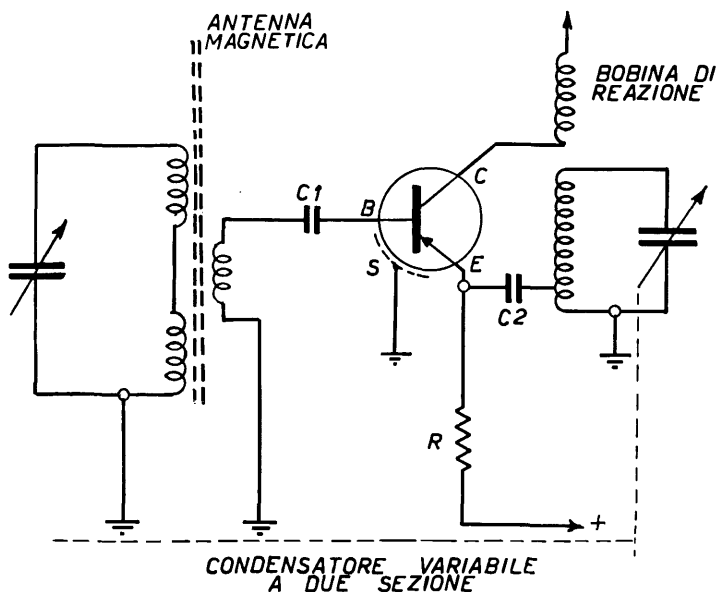 ANTENNA
MAGNETICA
BOBINA DI
REAZIONE
C1
B
C
S
E
C2
R
+
CONDENSATORE VARIABILE
A DUE SEZIONE